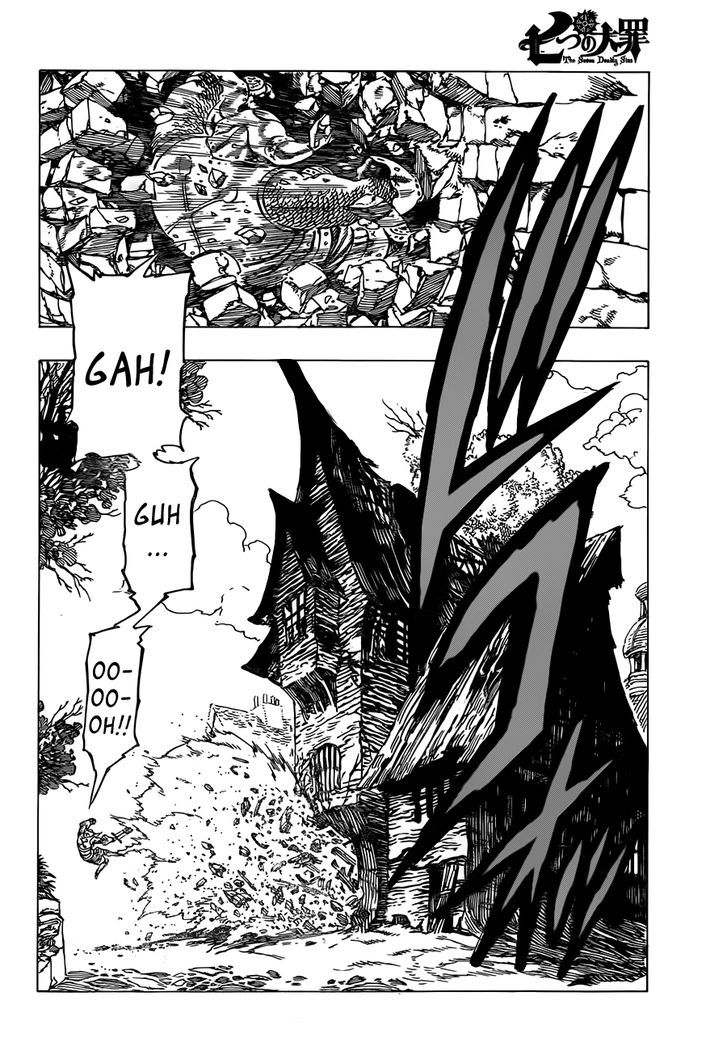 七つの大罪
The Seven Deadly Sins
GAH!
GUH
...
OO-
OO-
OH!!